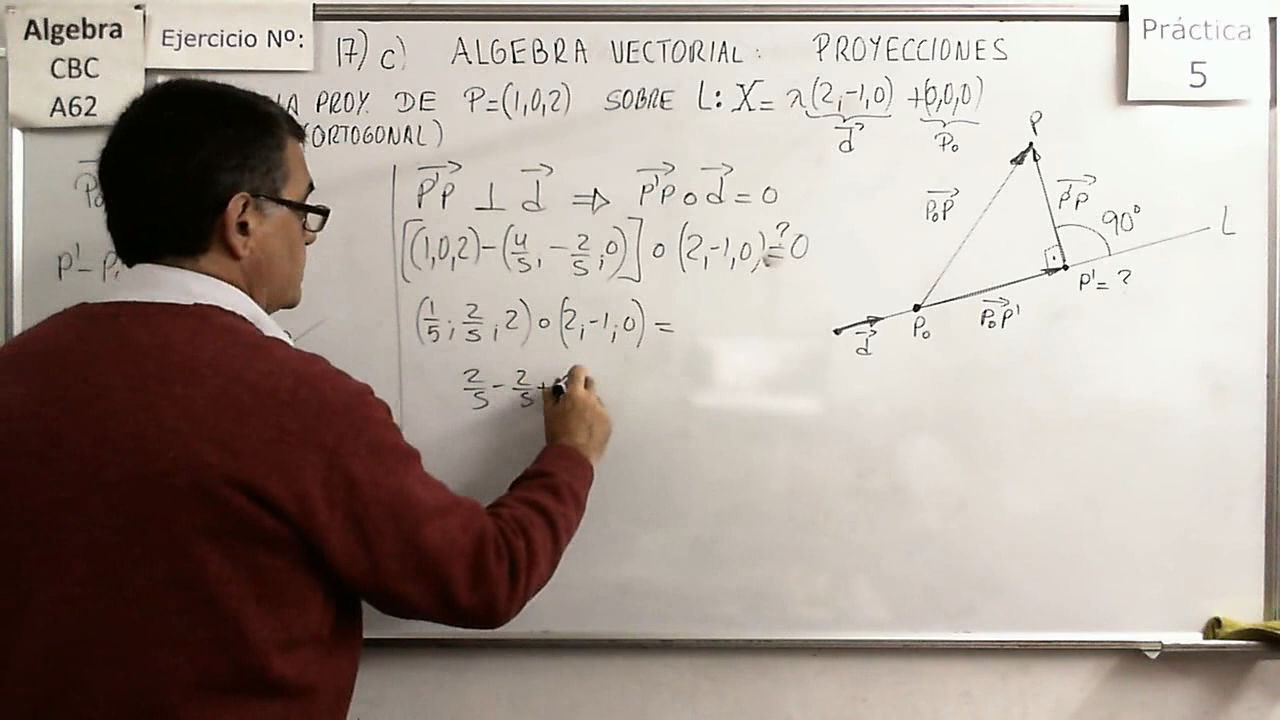 Algebra
CBC
A62
Ejercicio Nº:
17) c) ALGEBRA VECTORIAL: PROYECCIONES
Práctica
5
PROY. DE P=(1,0,2) SOBRE L: X= λ(2,-1,0) +(0,0,0)
(ORTOGONAL)
d P₀
P'P ⊥ d ⇒ P'P ∘ d = 0
[(1,0,2)-(4/5, -2/5, 0)] ∘ (2,-1,0) =? 0
(1/5; 2/5, 2) ∘ (2,-1,0) =
2/5 - 2/5 +
P
P₀P
P'P
90°
L
P'= ?
P₀
P₀P'
d
P'-